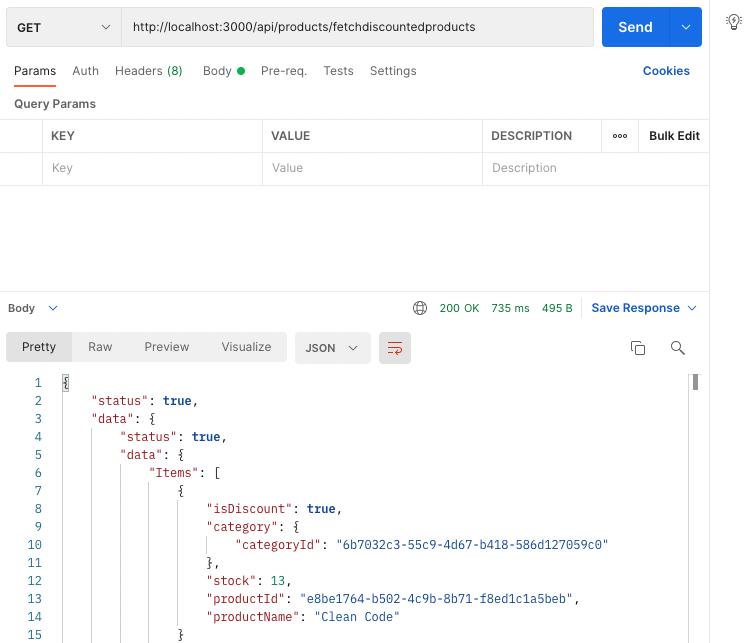 GET http://localhost:3000/api/products/fetchdiscountedproducts Send
Params Auth Headers (8) Body Pre-req. Tests Settings Cookies
Query Params
KEY VALUE DESCRIPTION ooo Bulk Edit
Key Value Description
Body 200 OK 735 ms 495 B Save Response
Pretty Raw Preview Visualize JSON
1 {
2 "status": true,
3 "data": {
4 "status": true,
5 "data": {
6 "Items": [
7 {
8 "isDiscount": true,
9 "category": {
10 "categoryId": "6b7032c3-55c9-4d67-b418-586d127059c0"
11 },
12 "stock": 13,
13 "productId": "e8be1764-b502-4c9b-8b71-f8ed1c1a5beb",
14 "productName": "Clean Code"
15 }